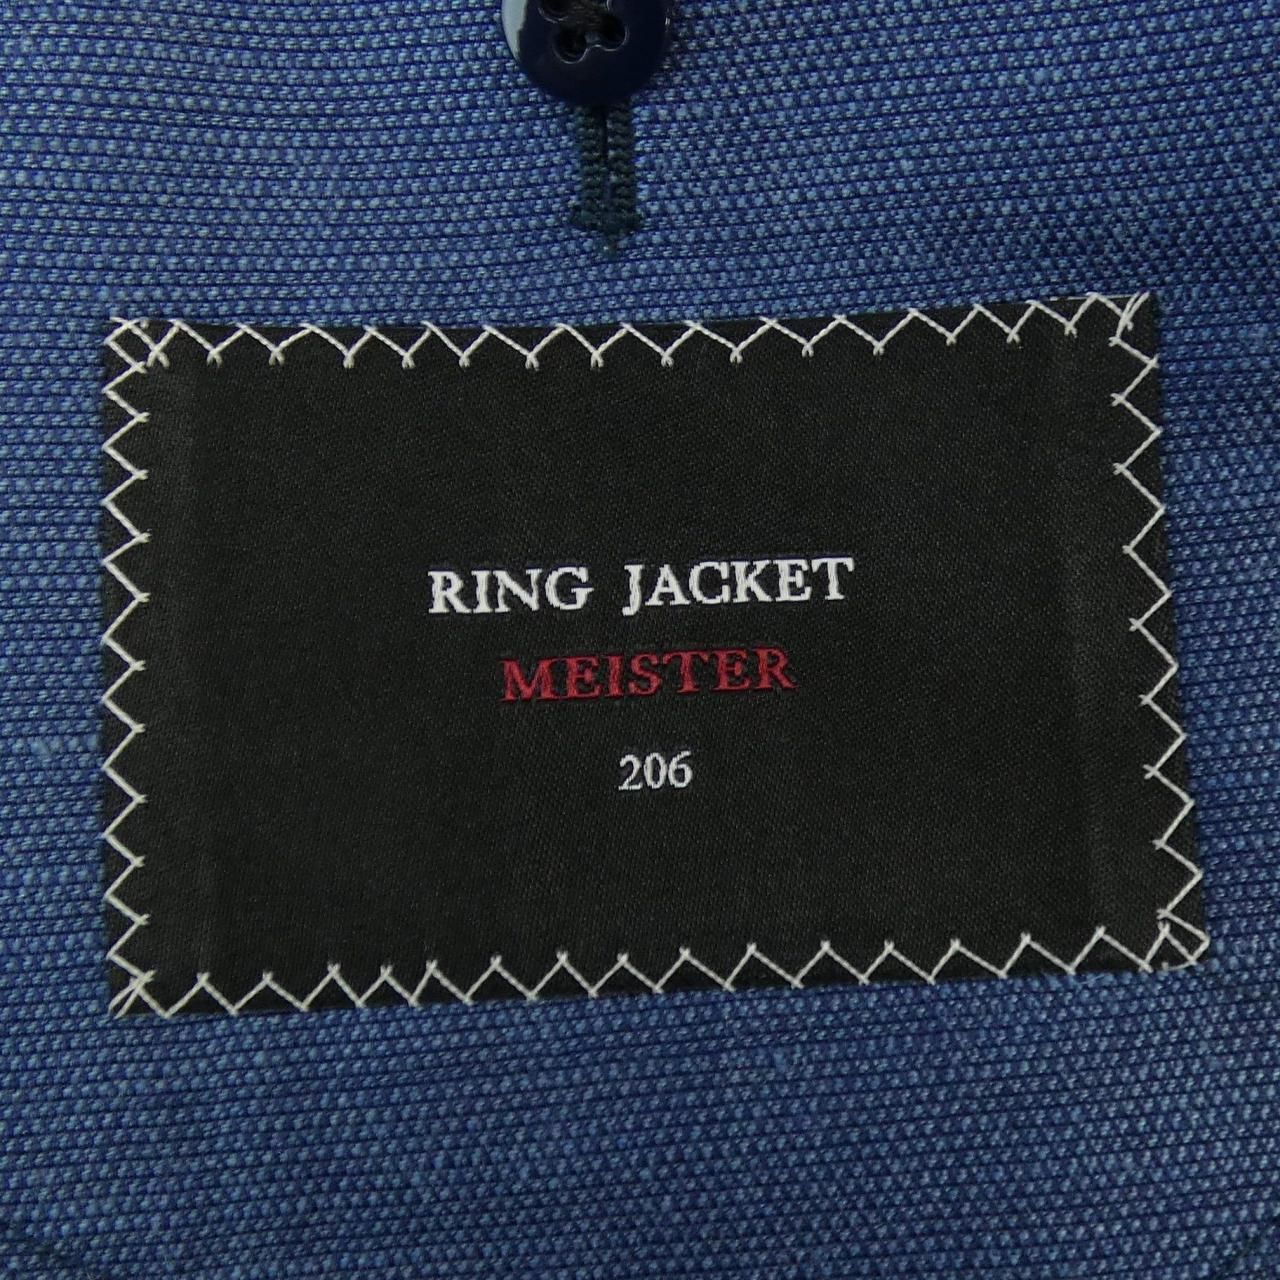 RING JACKET
MEISTER
206